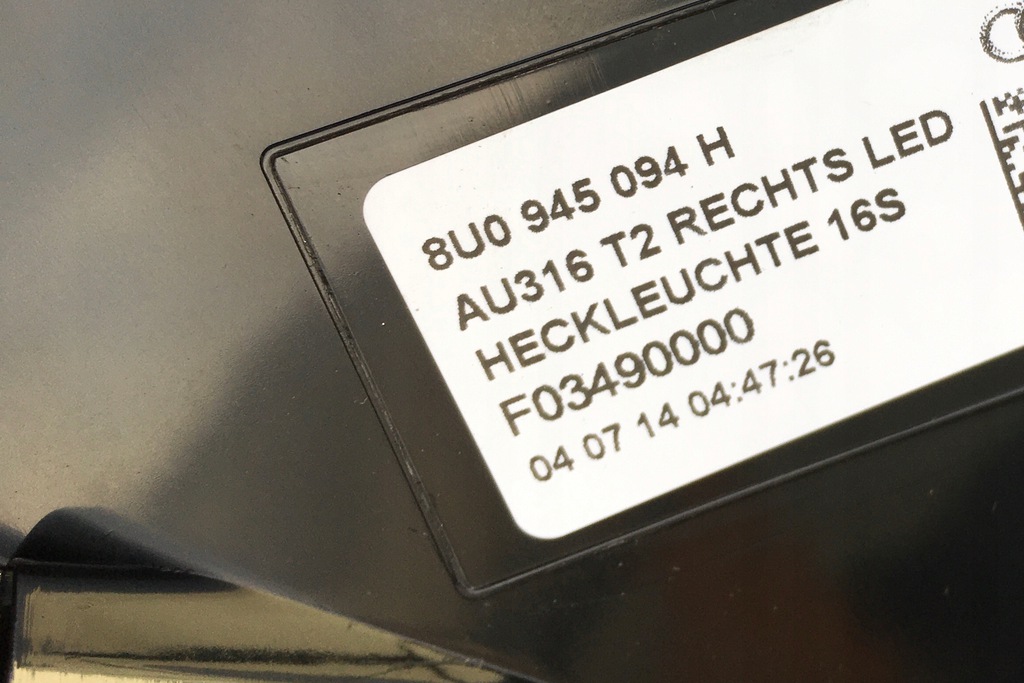 8U0 945 094 H
AU316 T2 RECHTS LED
HECKLEUCHTE 16S
F03490000
04 07 14 04:47:26